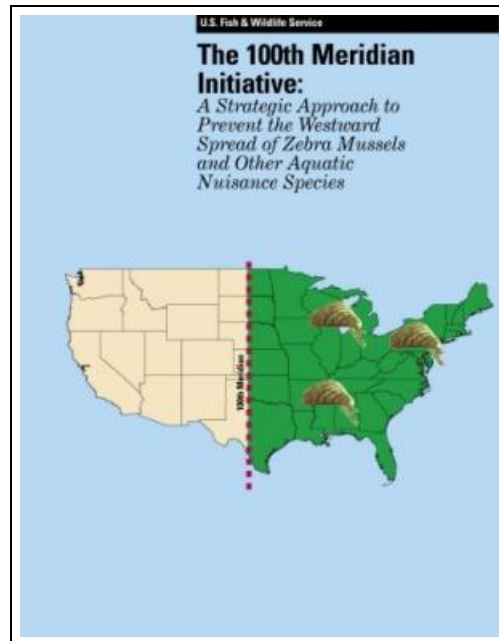 U.S. Fish & Wildlife Service
The 100th Meridian
Initiative:
A Strategic Approach to
Prevent the Westward
Spread of Zebra Mussels
and Other Aquatic
Nuisance Species
100th Meridian